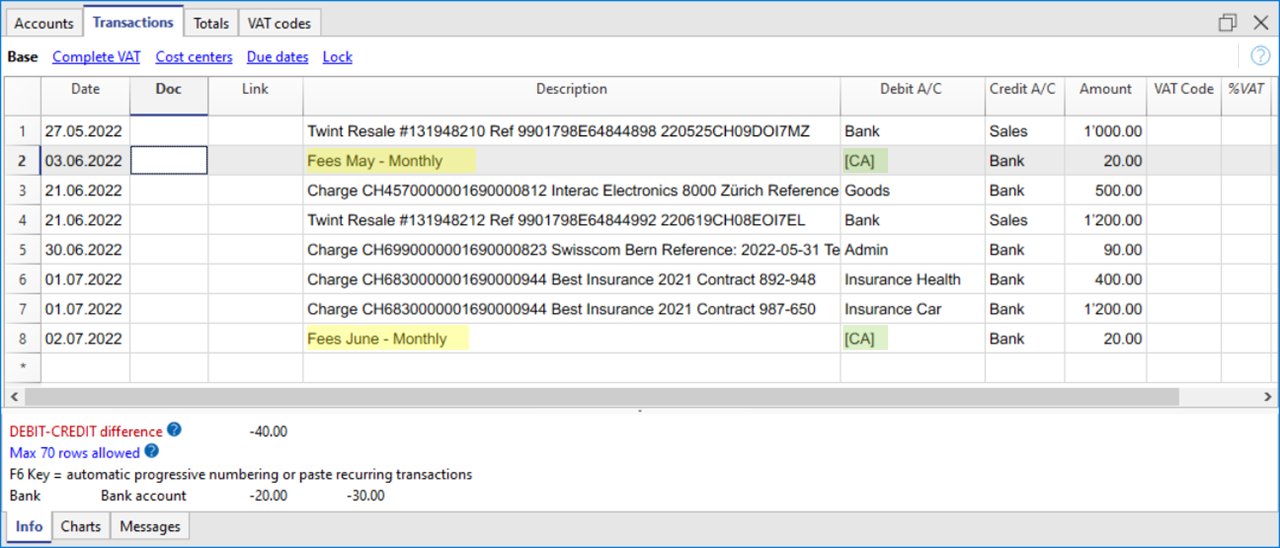 Accounts Transactions Totals VAT codes
Base Complete VAT Cost centers Due dates Lock ?
Date Doc Link Description Debit A/C Credit A/C Amount VAT Code %VAT
1 27.05.2022 Twint Resale #131948210 Ref 9901798E64844898 220525CH09DOI7MZ Bank Sales 1'000.00
2 03.06.2022 Fees May - Monthly [CA] Bank 20.00
3 21.06.2022 Charge CH4570000001690000812 Interac Electronics 8000 Zürich Reference Goods Bank 500.00
4 21.06.2022 Twint Resale #131948212 Ref 9901798E64844992 220619CH08EOI7EL Bank Sales 1'200.00
5 30.06.2022 Charge CH6990000001690000823 Swisscom Bern Reference: 2022-05-31 Te Admin Bank 90.00
6 01.07.2022 Charge CH6830000001690000944 Best Insurance 2021 Contract 892-948 Insurance Health Bank 400.00
7 01.07.2022 Charge CH6830000001690000944 Best Insurance 2021 Contract 987-650 Insurance Car Bank 1'200.00
8 02.07.2022 Fees June - Monthly [CA] Bank 20.00
*
DEBIT-CREDIT difference ? -40.00
Max 70 rows allowed ?
F6 Key = automatic progressive numbering or paste recurring transactions
Bank Bank account -20.00 -30.00
Info Charts Messages